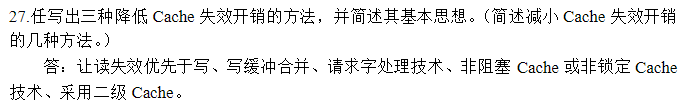 27.任写出三种降低 Cache 失效开销的方法，并简述其基本思想。（简述减小 Cache 失效开销
的几种方法。）
答：让读失效优先于写、写缓冲合并、请求字处理技术、非阻塞 Cache 或非锁定 Cache
技术、采用二级 Cache。